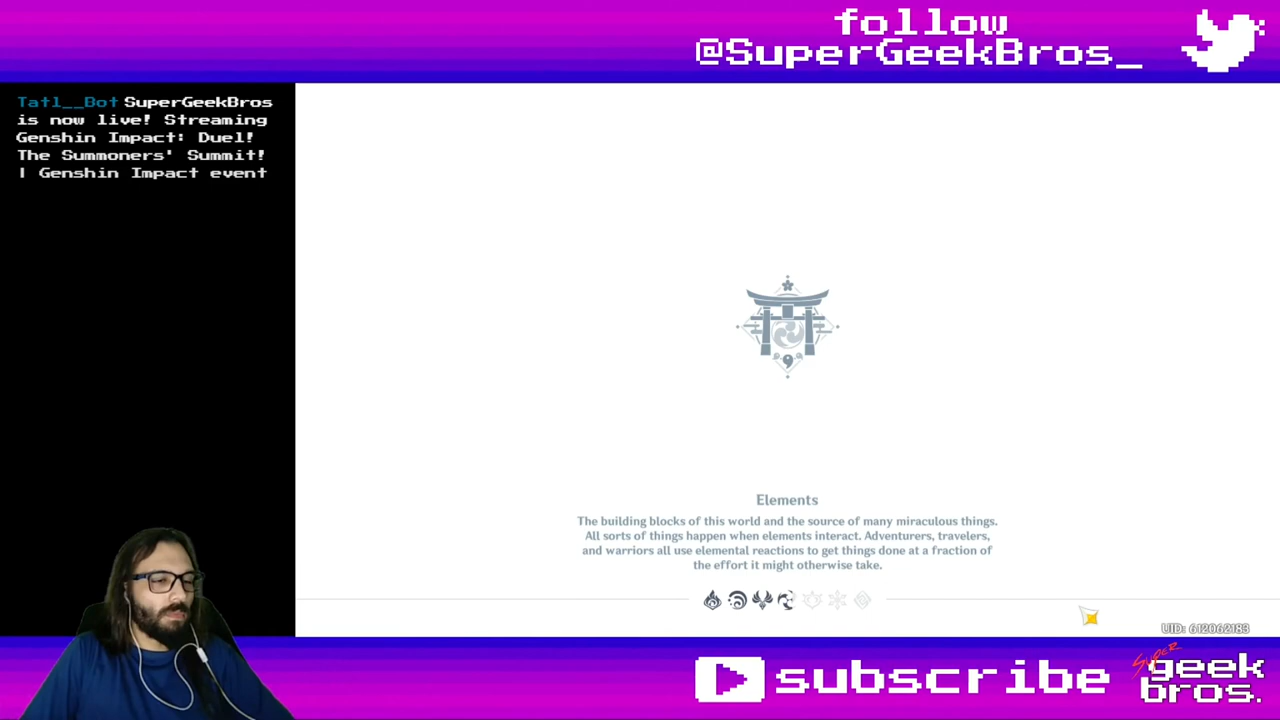 follow
@SuperGeekBros_
Tatl__Bot SuperGeekBros
is now live! Streaming
Genshin Impact: Duel!
The Summoners' Summit!
| Genshin Impact event
Elements
The building blocks of this world and the source of many miraculous things.
All sorts of things happen when elements interact. Adventurers, travelers,
and warriors all use elemental reactions to get things done at a fraction of
the effort it might otherwise take.
UID: 612062183
subscribe
SUPER
geek
bros.